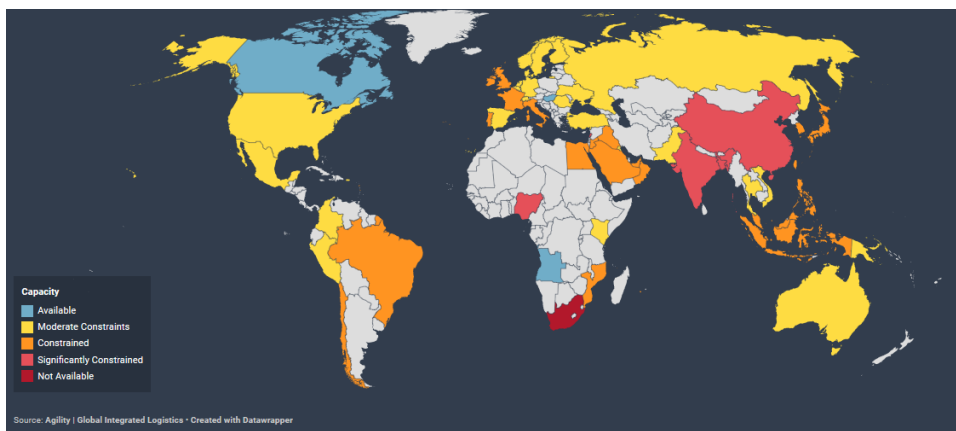 Capacity
Available
Moderate Constraints
Constrained
Significantly Constrained
Not Available
Source: Agility | Global Integrated Logistics • Created with Datawrapper